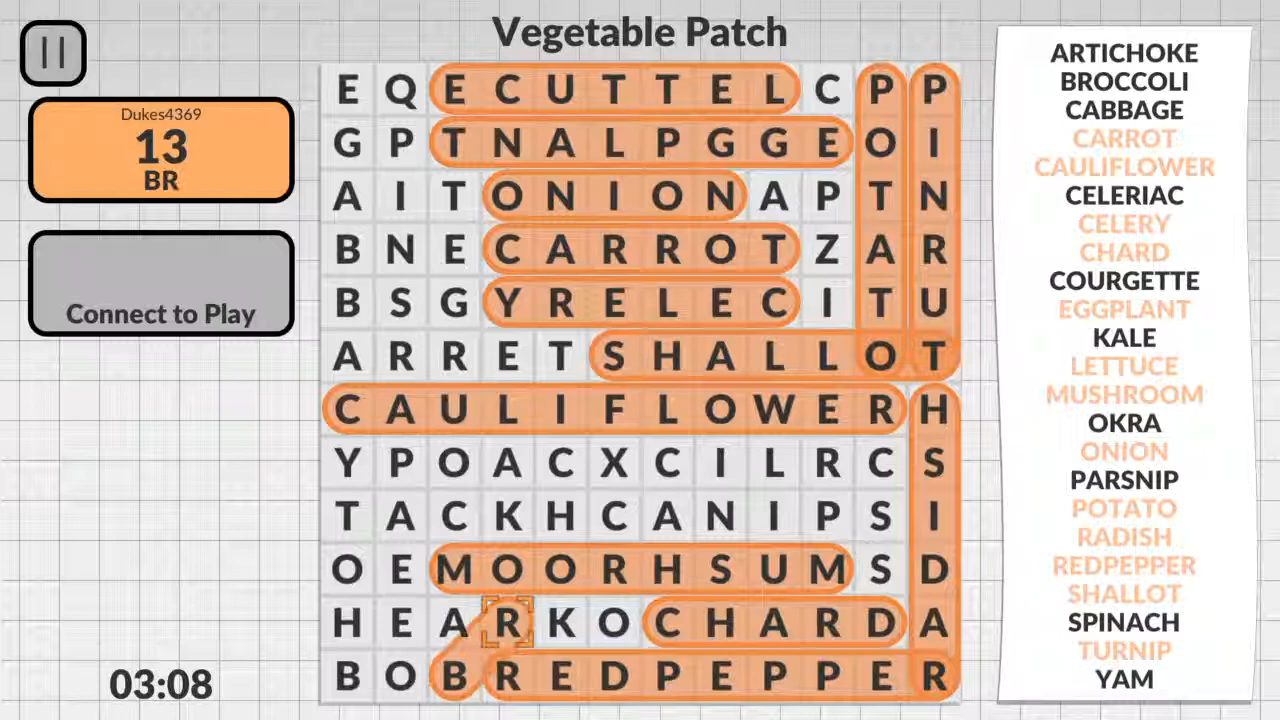 Vegetable Patch
Dukes4369
13
BR
Connect to Play
03:08
E Q E C U T T E L C P P
G P T N A L P G G E O I
A I T O N I O N A P T N
B N E C A R R O T Z A R
B S G Y R E L E C I T U
A R R E T S H A L L O T
C A U L I F L O W E R H
Y P O A C X C I L R C S
T A C K H C A N I P S I
O E M O O R H S U M S D
H E A R K O C H A R D A
B O B R E D P E P P E R
ARTICHOKE
BROCCOLI
CABBAGE
CARROT
CAULIFLOWER
CELERIAC
CELERY
CHARD
COURGETTE
EGGPLANT
KALE
LETTUCE
MUSHROOM
OKRA
ONION
PARSNIP
POTATO
RADISH
REDPEPPER
SHALLOT
SPINACH
TURNIP
YAM